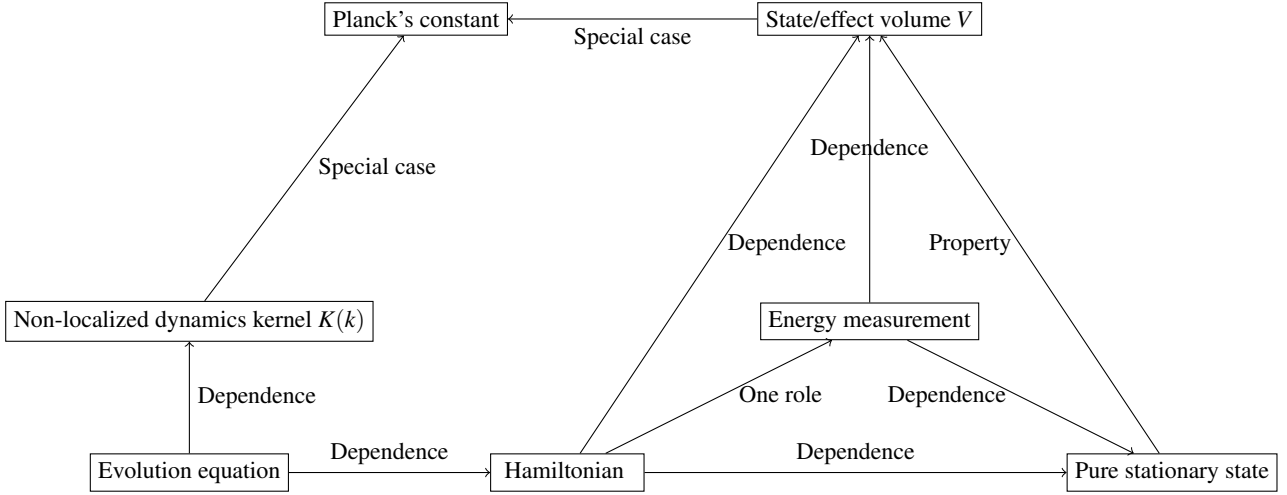 Planck's constant
State/effect volume V
Special case
Dependence
Special case
Dependence
Property
Non-localized dynamics kernel K(k)
Energy measurement
Dependence
One role
Dependence
Dependence
Dependence
Evolution equation
Hamiltonian
Pure stationary state